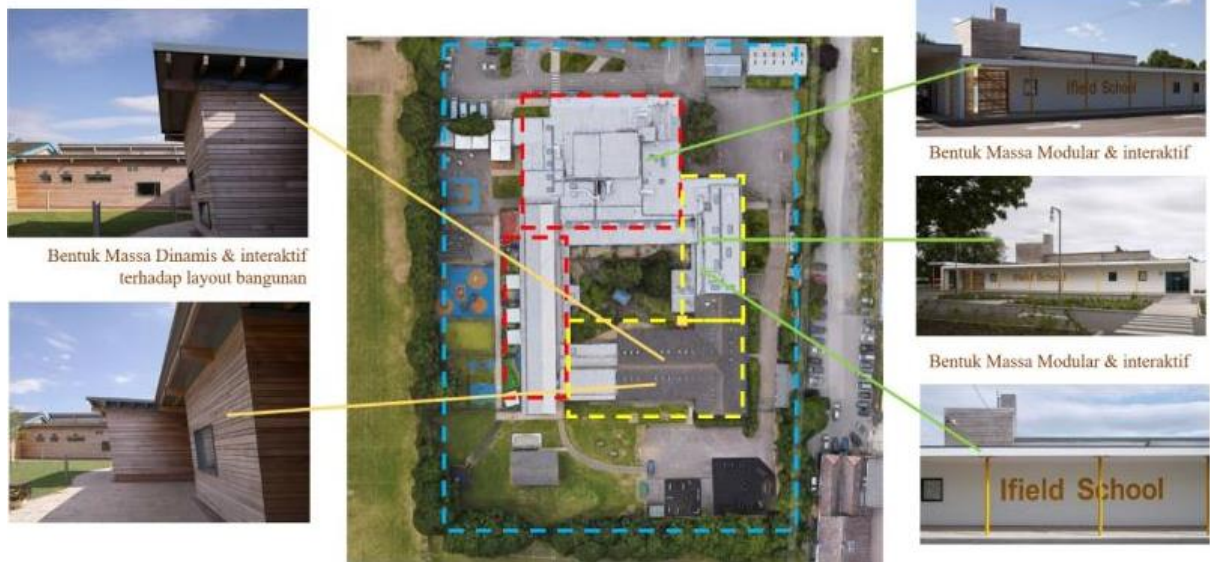 Ifield School
Bentuk Massa Modular & interaktif
Bentuk Massa Dinamis & interaktif
terhadap layout bangunan
Ifield School
Bentuk Massa Modular & interaktif
Ifield School